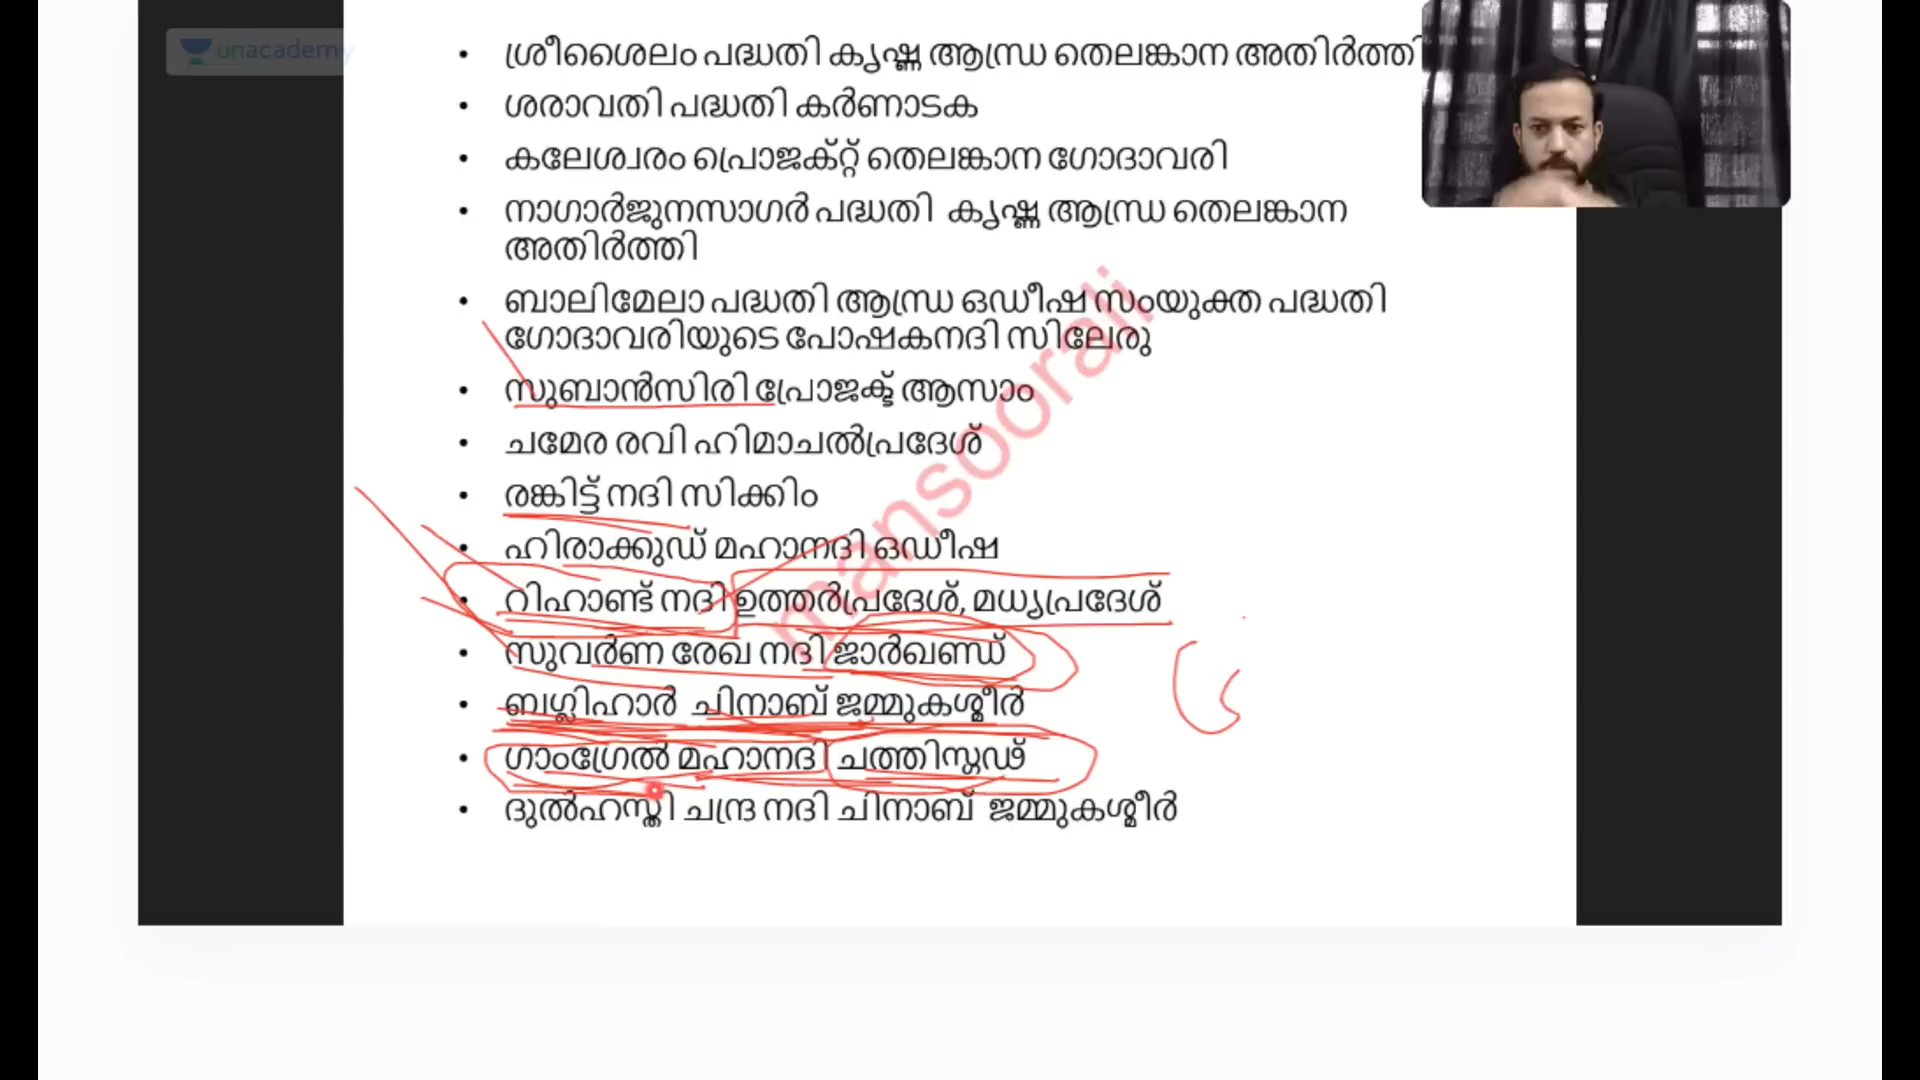 unacademy
• ശ്രീശൈലം പദ്ധതി കൃഷ്ണ ആന്ധ്ര തെലങ്കാന അതിർത്തി
• ശരാവതി പദ്ധതി കർണാടക
• കലേശ്വരം പ്രൊജക്റ്റ് തെലങ്കാന ഗോദാവരി
• നാഗാർജുനസാഗർ പദ്ധതി കൃഷ്ണ ആന്ധ്ര തെലങ്കാന
അതിർത്തി
• ബാലിമേലാ പദ്ധതി ആന്ധ്ര ഒഡീഷ സംയുക്ത പദ്ധതി
ഗോദാവരിയുടെ പോഷകനദി സിലേരു
• സുബാൻസിരി പ്രോജക്ട് ആസാം
• ചമേര രവി ഹിമാചൽപ്രദേശ്
• രങ്കിട്ട് നദി സിക്കിം
• ഹിരാക്കുഡ് മഹാനദി ഒഡീഷ
• റിഹാണ്ട് നദി ഉത്തർപ്രദേശ്, മധ്യപ്രദേശ്
• സുവർണ രേഖ നദി ജാർഖണ്ഡ്
• ബഗ്ലിഹാർ ചിനാബ് ജമ്മുകശ്മീർ
• ഗാംഗ്രേൽ മഹാനദി ചത്തിസ്ഗഢ്
• ദുൽഹസ്തി ചന്ദ്ര നദി ചിനാബ് ജമ്മുകശ്മീർ
mansoorali